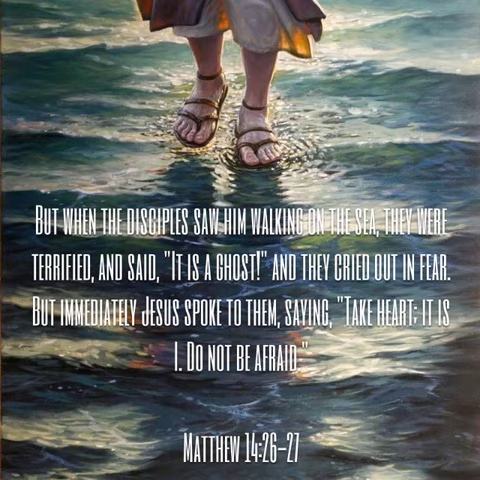 But when the disciples saw him walking on the sea, they were
terrified, and said, "It is a ghost!" and they cried out in fear.
But immediately Jesus spoke to them, saying, "Take heart; it is
I. Do not be afraid."
Matthew 14:26–27